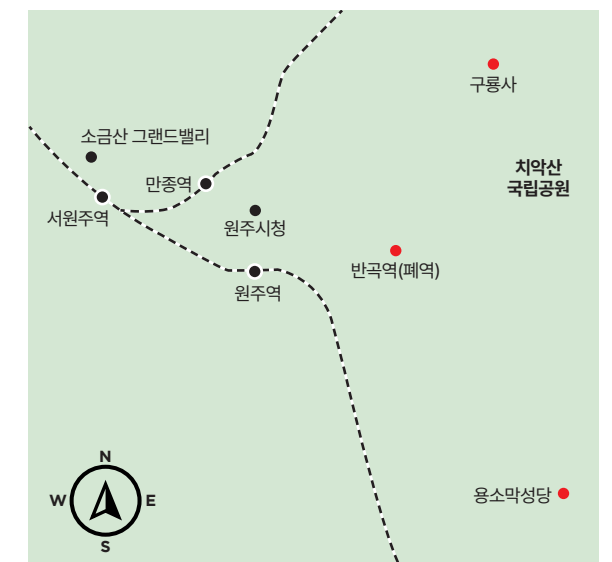 구룡사
소금산 그랜드밸리
치악산
국립공원
만종역
서원주역
원주시청
반곡역(폐역)
원주역
N
W
E
S
용소막성당